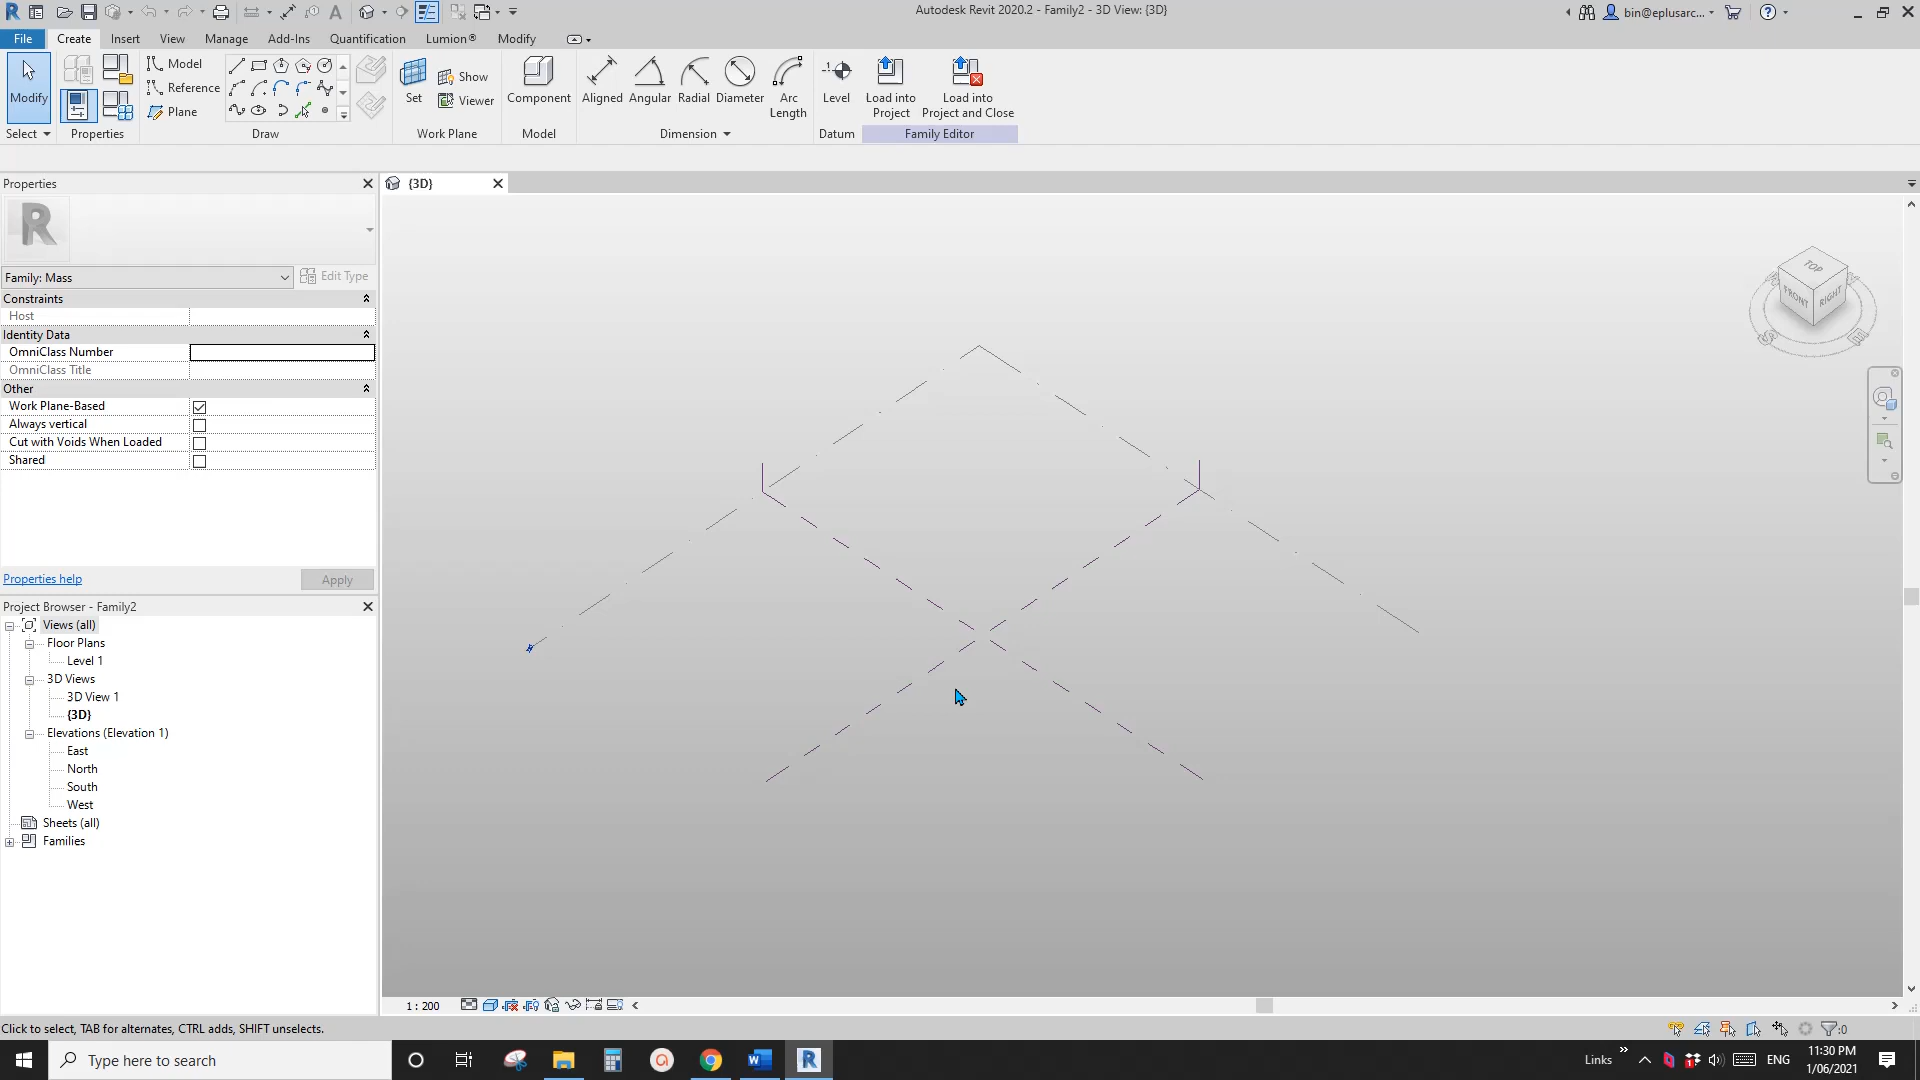 Autodesk Revit 2020.2 - Family2 - 3D View: {3D}
bin@eplusarc...
File Create Insert View Manage Add-Ins Quantification Lumion® Modify
Modify
Select
Properties
Model
Reference
Plane
Draw
Set
Show
Viewer
Work Plane
Component
Model
Aligned Angular Radial Diameter Arc Length
Dimension
Level
Datum
Load into Project
Load into Project and Close
Family Editor
Properties
{3D}
R
Family: Mass
Edit Type
Constraints
Host
Identity Data
OmniClass Number
OmniClass Title
Other
Work Plane-Based
Always vertical
Cut with Voids When Loaded
Shared
Properties help
Apply
TOP
FRONT
RIGHT
S
E
Project Browser - Family2
Views (all)
Floor Plans
Level 1
3D Views
3D View 1
{3D}
Elevations (Elevation 1)
East
North
South
West
Sheets (all)
Families
1 : 200
Click to select, TAB for alternates, CTRL adds, SHIFT unselects.
:0
Type here to search
Links
ENG
11:30 PM
1/06/2021